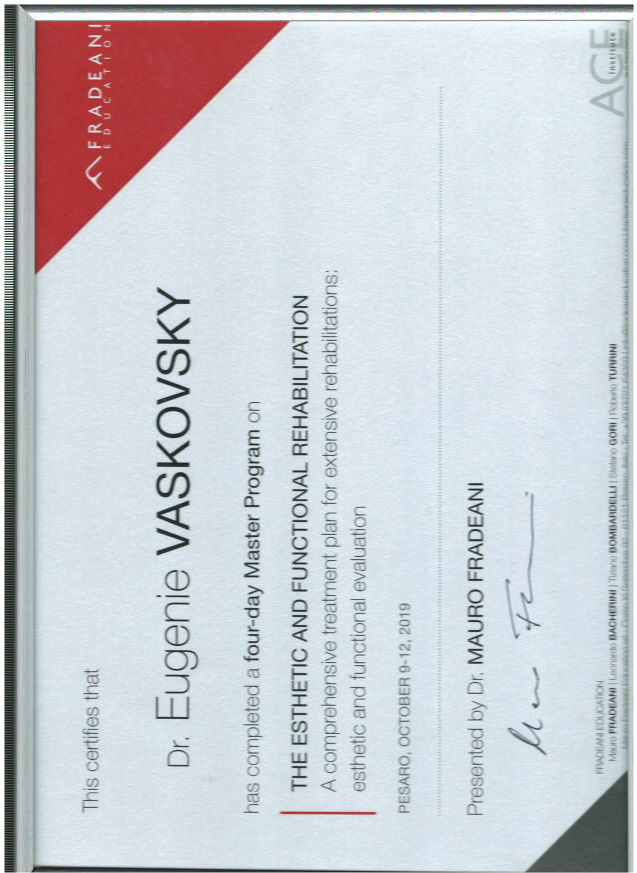 FRADEANI
EDUCATION
This certifies that
Dr. Eugenie VASKOVSKY
has completed a four-day Master Program on
THE ESTHETIC AND FUNCTIONAL REHABILITATION
A comprehensive treatment plan for extensive rehabilitations:
esthetic and functional evaluation
PESARO, OCTOBER 9-12, 2019
Presented by Dr. MAURO FRADEANI
FRADEANI EDUCATION
Mauro FRADEANI | Leonardo BACHERINI | Tiziano BOMBARDELLI | Stefano GORI | Roberto TURRINI
ACE
Institute